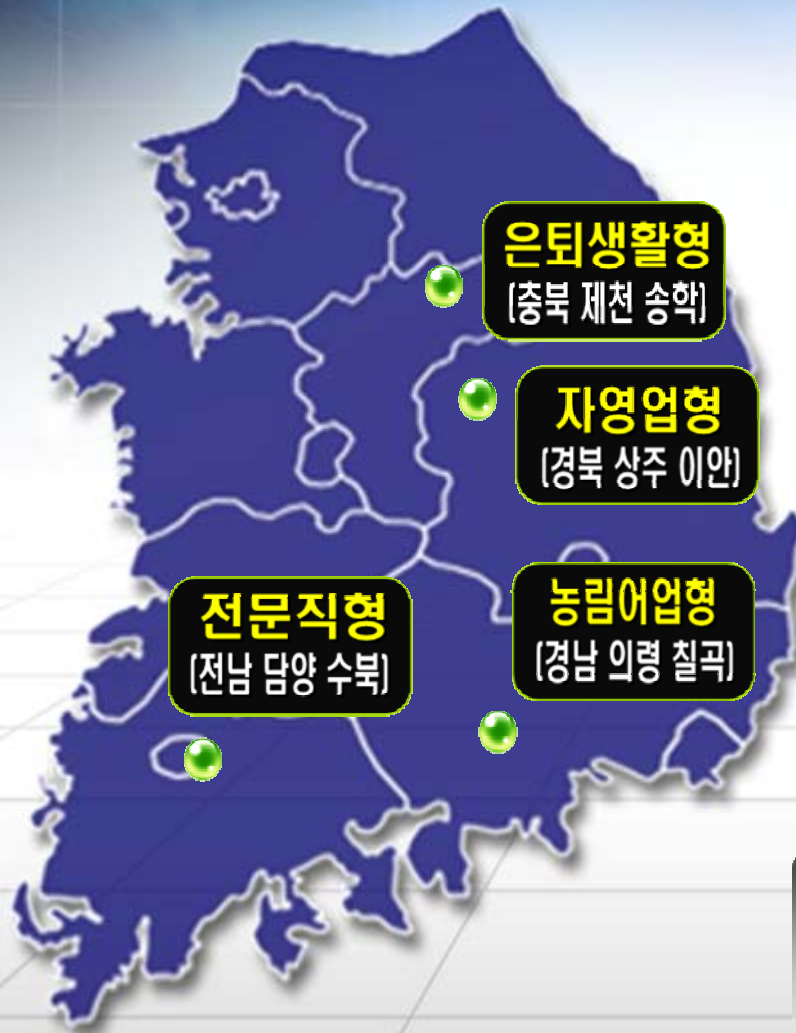 은퇴생활형
(충북 제천 송학)
자영업형
(경북 상주 이안)
전문직형
(전남 담양 수북)
농림어업형
(경남 의령 칠곡)